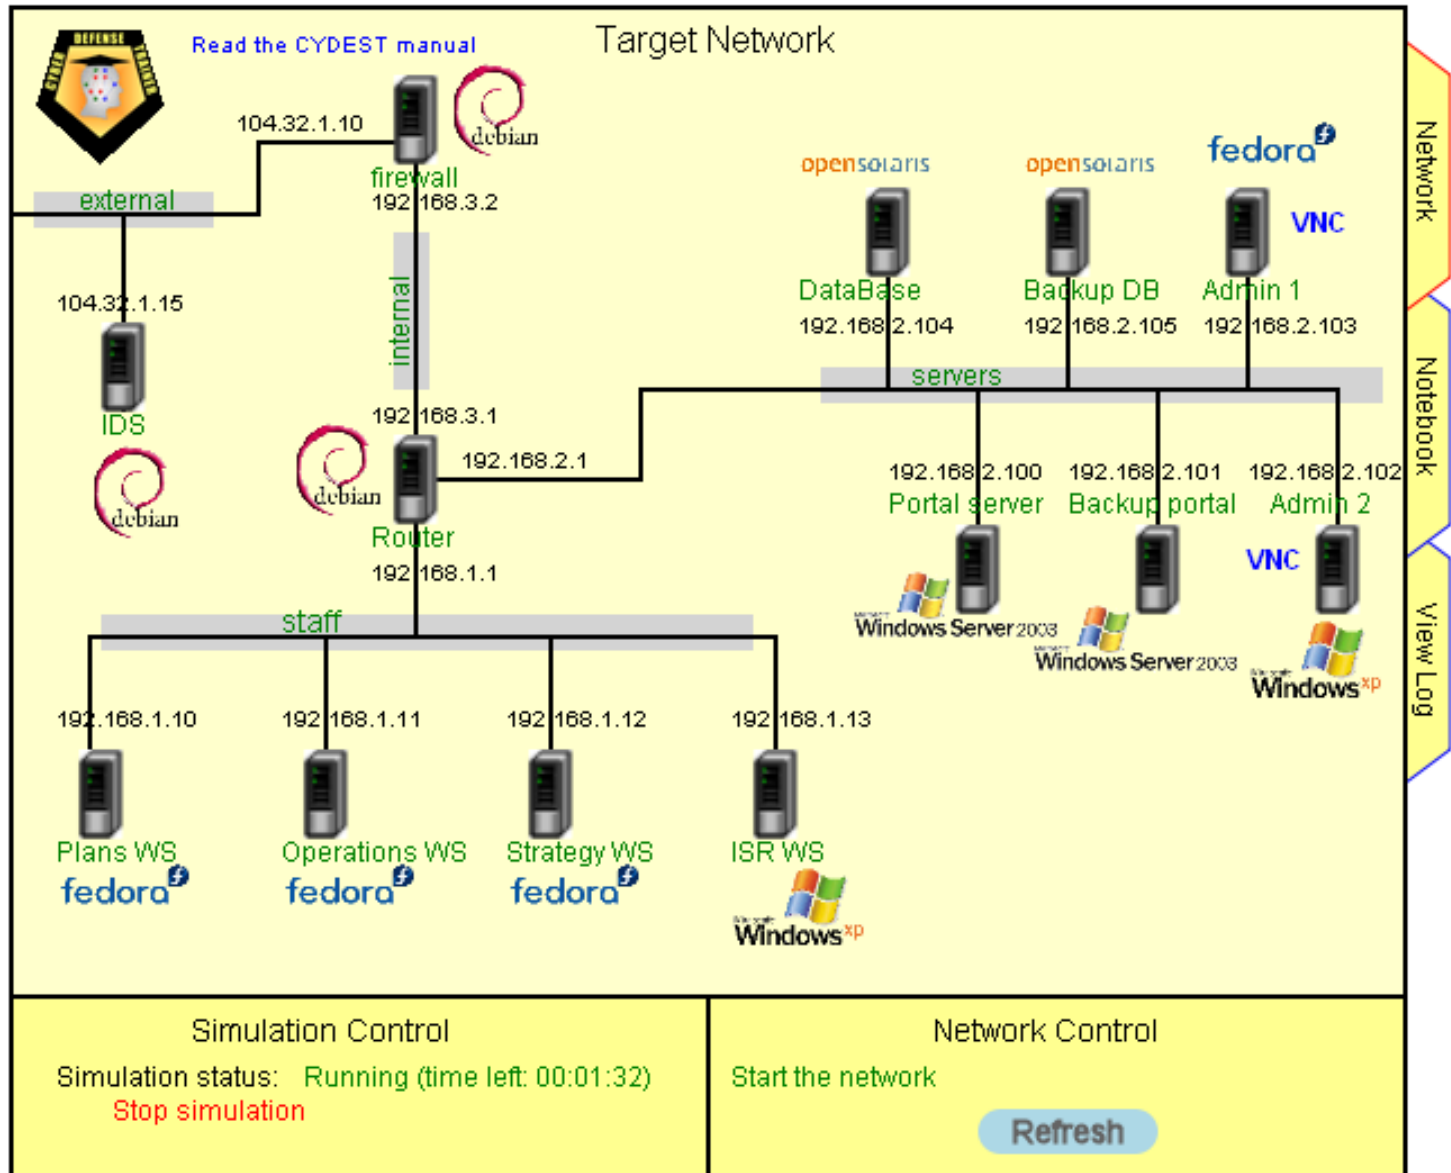 CYBER DEFENSE TRAINER
Read the CYDEST manual
Target Network
104.32.1.10
debian
firewall
192.168.3.2
external
opensolaris
opensolaris
fedora
VNC
internal
104.32.1.15
DataBase
Backup DB
Admin 1
192.168.2.104
192.168.2.105
192.168.2.103
servers
IDS
debian
192.168.3.1
debian
192.168.2.1
Router
192.168.1.1
192.168.2.100
192.168.2.101
192.168.2.102
Portal server
Backup portal
Admin 2
VNC
Windows Server 2003
Windows Server 2003
Windows xp
staff
192.168.1.10
192.168.1.11
192.168.1.12
192.168.1.13
Plans WS
Operations WS
Strategy WS
ISR WS
fedora
fedora
fedora
Windows xp
Network
Notebook
View Log
Simulation Control
Simulation status: Running (time left: 00:01:32)
Stop simulation
Network Control
Start the network
Refresh